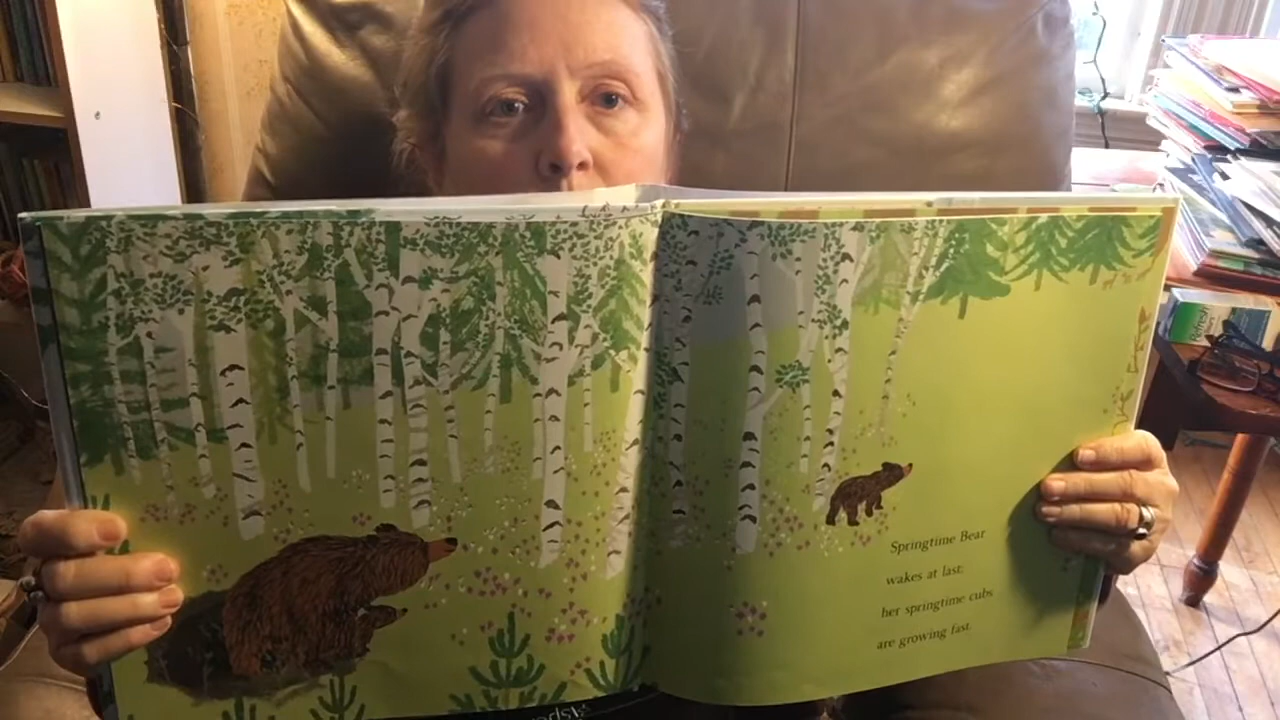 Springtime Bear
wakes at last;
her springtime cubs
are growing fast.